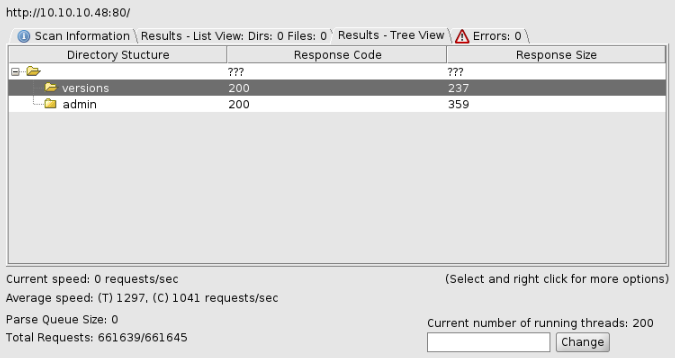 http://10.10.10.48:80/
Scan Information Results - List View: Dirs: 0 Files: 0 Results - Tree View Errors: 0
Directory Stucture Response Code Response Size
??? ???
versions 200 237
admin 200 359
Current speed: 0 requests/sec (Select and right click for more options)
Average speed: (T) 1297, (C) 1041 requests/sec
Parse Queue Size: 0
Current number of running threads: 200
Total Requests: 661639/661645
Change